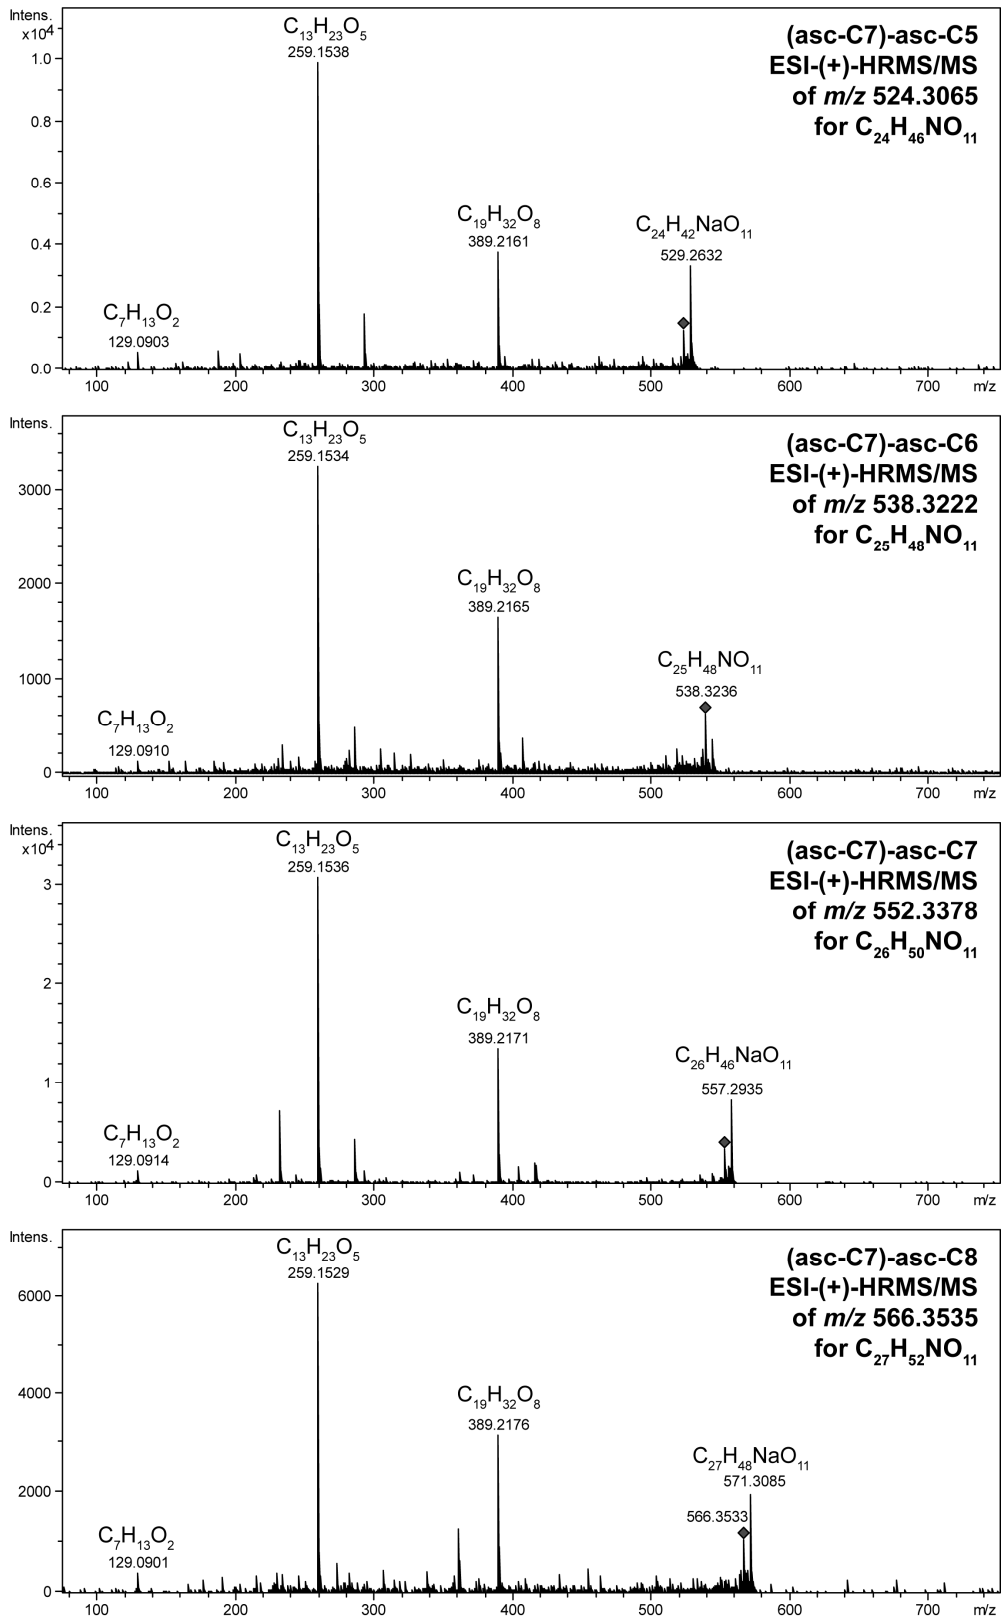 Intens.
x10⁴
C₁₃H₂₃O₅
259.1538
(asc-C7)-asc-C5
ESI-(+)-HRMS/MS
of m/z 524.3065
for C₂₄H₄₆NO₁₁
1.0
0.8
0.6
0.4
0.2
0.0
C₁₉H₃₂O₈
389.2161
C₂₄H₄₂NaO₁₁
529.2632
C₇H₁₃O₂
129.0903
100 200 300 400 500 600 700 m/z
Intens.
C₁₃H₂₃O₅
259.1534
(asc-C7)-asc-C6
ESI-(+)-HRMS/MS
of m/z 538.3222
for C₂₅H₄₈NO₁₁
3000
2000
1000
0
C₁₉H₃₂O₈
389.2165
C₂₅H₄₈NO₁₁
538.3236
C₇H₁₃O₂
129.0910
100 200 300 400 500 600 700 m/z
Intens.
x10⁴
C₁₃H₂₃O₅
259.1536
(asc-C7)-asc-C7
ESI-(+)-HRMS/MS
of m/z 552.3378
for C₂₆H₅₀NO₁₁
3
2
1
0
C₁₉H₃₂O₈
389.2171
C₂₆H₄₆NaO₁₁
557.2935
C₇H₁₃O₂
129.0914
100 200 300 400 500 600 700 m/z
Intens.
C₁₃H₂₃O₅
259.1529
(asc-C7)-asc-C8
ESI-(+)-HRMS/MS
of m/z 566.3535
for C₂₇H₅₂NO₁₁
6000
4000
2000
0
C₁₉H₃₂O₈
389.2176
C₂₇H₄₈NaO₁₁
571.3085
566.3533
C₇H₁₃O₂
129.0901
100 200 300 400 500 600 700 m/z